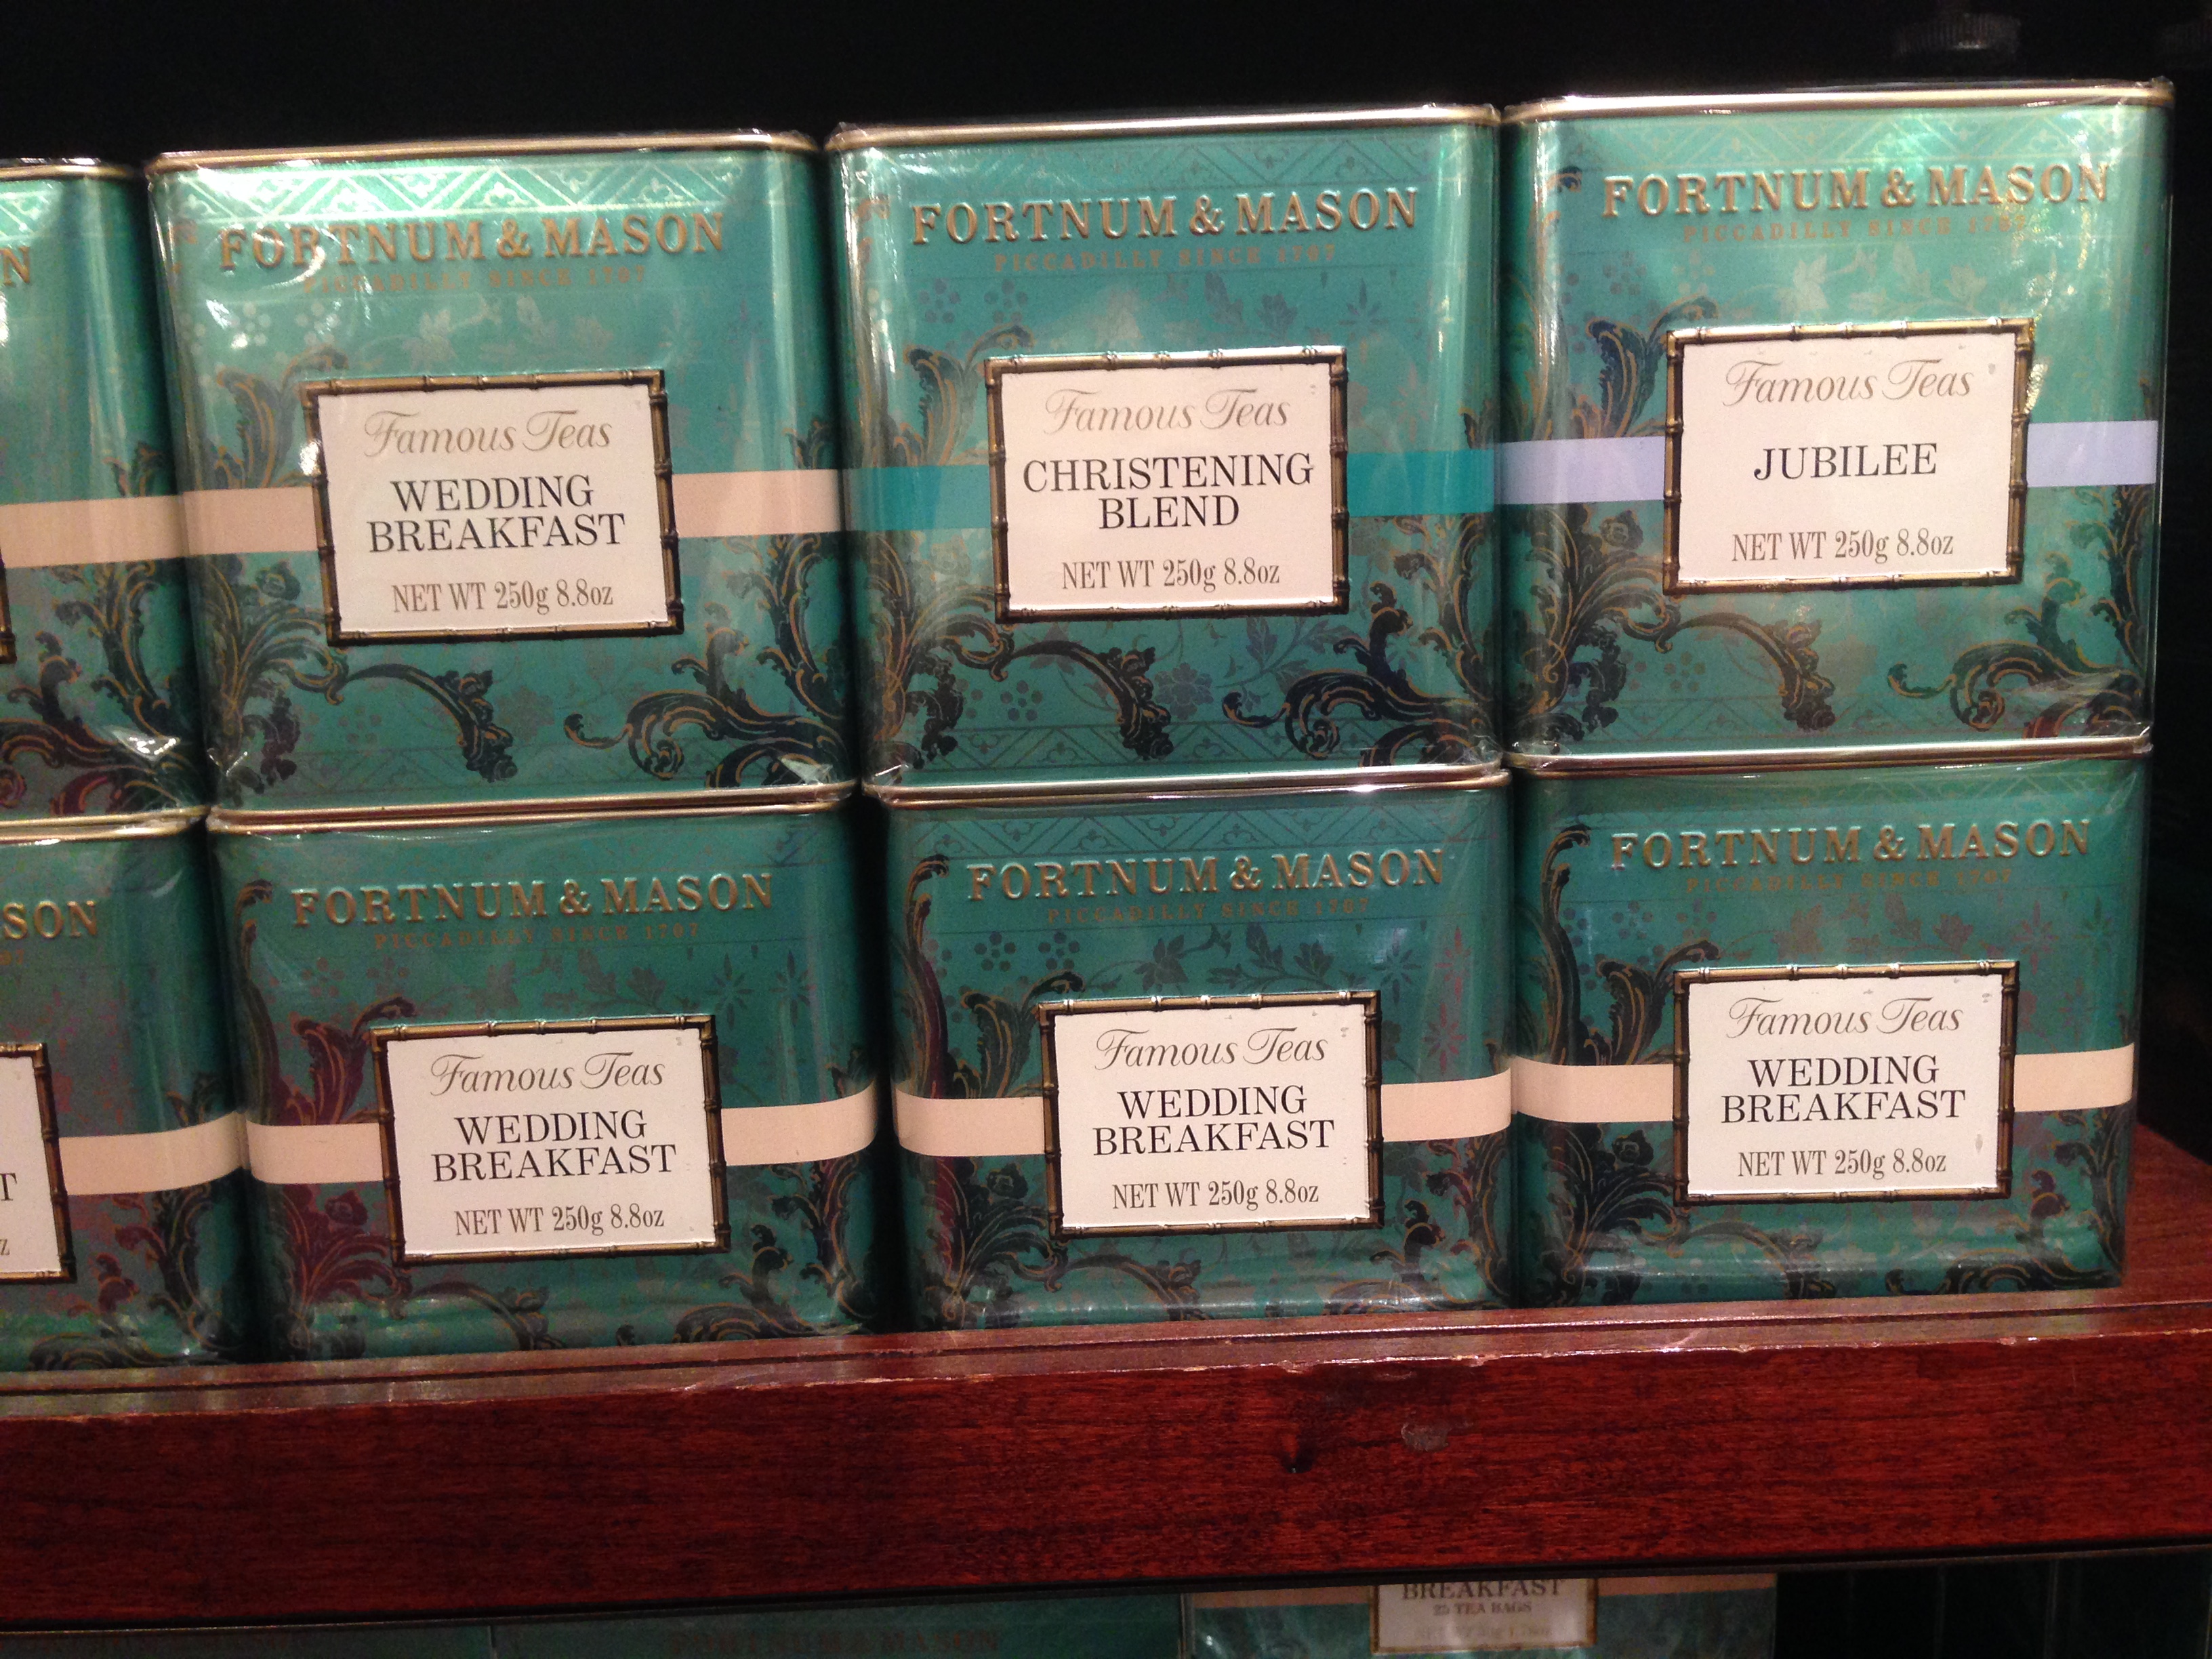 N
FORTNUM & MASON
PICCADILLY SINCE 1707
Famous Teas
WEDDING
BREAKFAST
NET WT 250g 8.8oz
FORTNUM & MASON
PICCADILLY SINCE 1707
Famous Teas
CHRISTENING
BLEND
NET WT 250g 8.8oz
FORTNUM & MASON
PICCADILLY SINCE 1707
Famous Teas
JUBILEE
NET WT 250g 8.8oz
SON
T
z
FORTNUM & MASON
PICCADILLY SINCE 1707
Famous Teas
WEDDING
BREAKFAST
NET WT 250g 8.8oz
FORTNUM & MASON
PICCADILLY SINCE 1707
Famous Teas
WEDDING
BREAKFAST
NET WT 250g 8.8oz
FORTNUM & MASON
PICCADILLY SINCE 1707
Famous Teas
WEDDING
BREAKFAST
NET WT 250g 8.8oz
FORTNUM & MASON
BREAKFAST
25 TEA BAGS